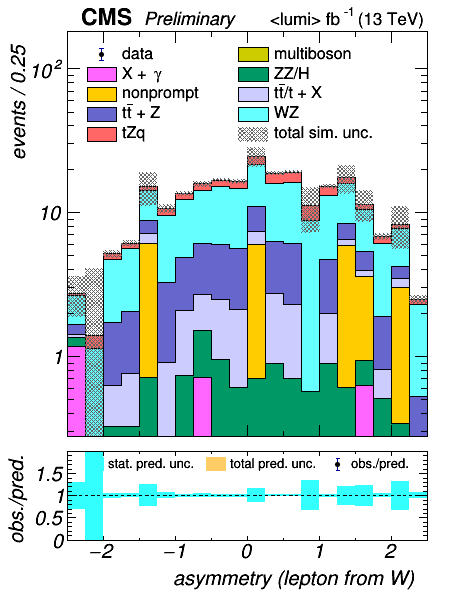 CMS Preliminary <lumi> fb⁻¹ (13 TeV)
events / 0.25
10²
10
1
data
X + γ
nonprompt
tt̄ + Z
tZq
multiboson
ZZ/H
tt̄/t + X
WZ
total sim. unc.
obs./pred.
1.5
1
0.5
0
stat. pred. unc. total pred. unc. obs./pred.
−2 −1 0 1 2
asymmetry (lepton from W)